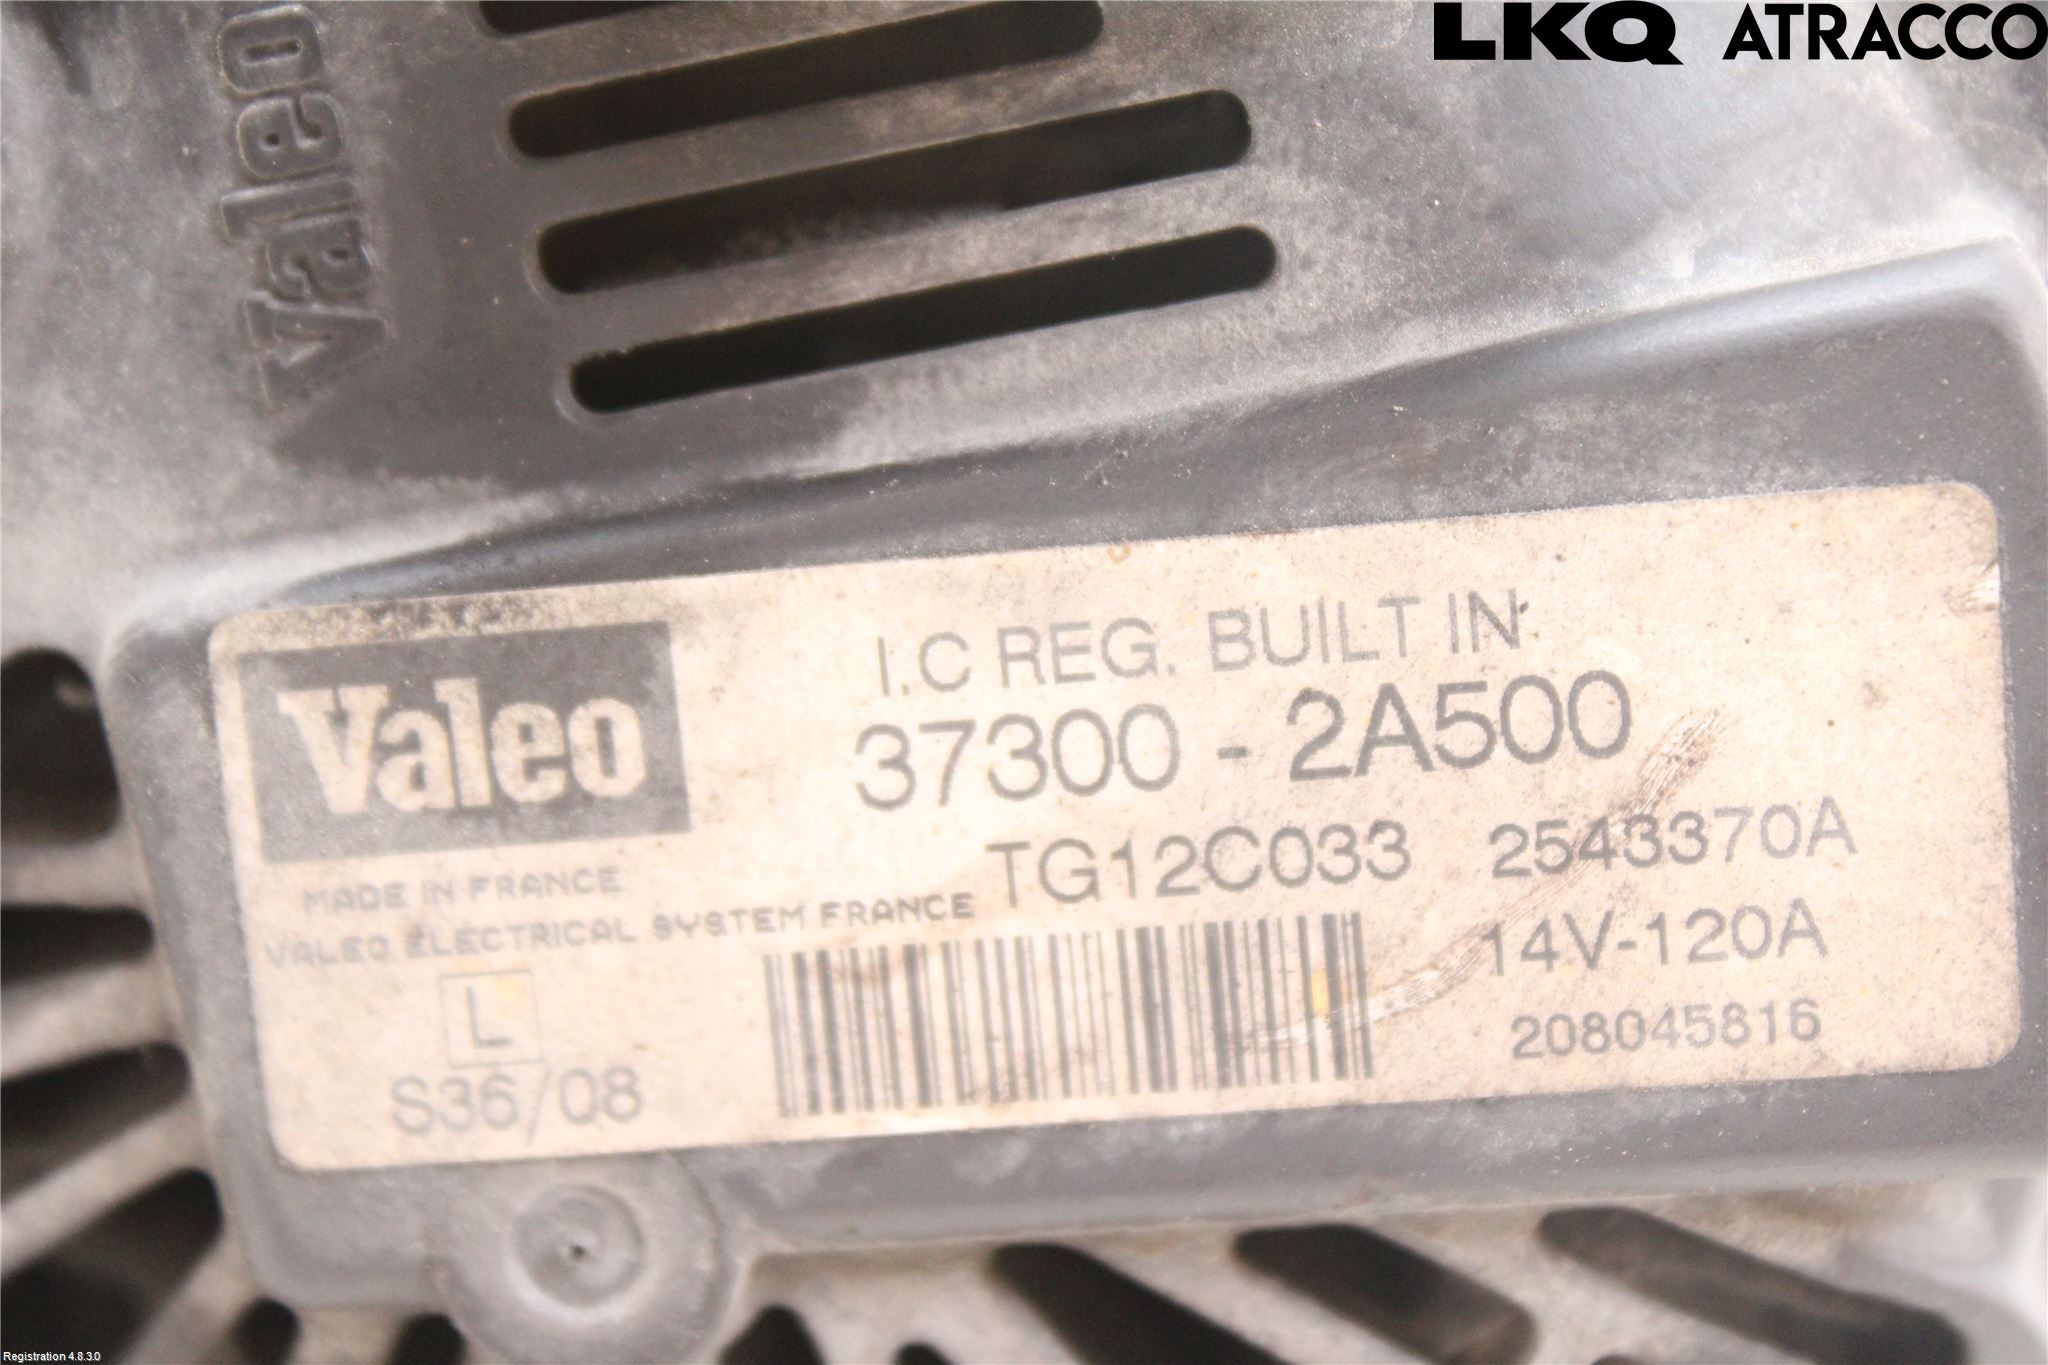 LKQ ATRACCO
Valeo
Valeo
I.C REG. BUILT IN
37300 - 2A500
TG12C033 2543370A
MADE IN FRANCE
VALEO ELECTRICAL SYSTEM FRANCE
14V-120A
L
S36/08
208045816
Registration 4.8.3.0